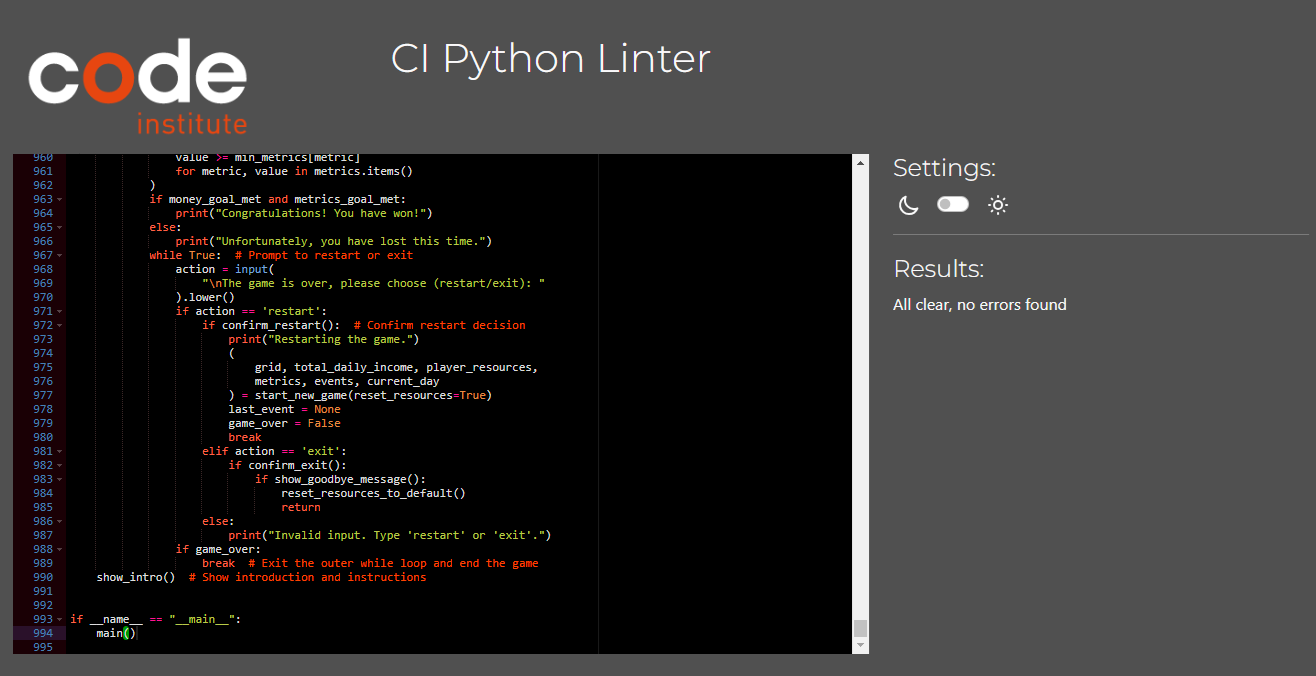 code
institute
CI Python Linter
960 value >= min_metrics[metric]
961 for metric, value in metrics.items()
962 )
963 if money_goal_met and metrics_goal_met:
964 print("Congratulations! You have won!")
965 else:
966 print("Unfortunately, you have lost this time.")
967 while True:  # Prompt to restart or exit
968 action = input(
969 "\nThe game is over, please choose (restart/exit): "
970 ).lower()
971 if action == 'restart':
972 if confirm_restart():  # Confirm restart decision
973 print("Restarting the game.")
974 (
975 grid, total_daily_income, player_resources,
976 metrics, events, current_day
977 ) = start_new_game(reset_resources=True)
978 last_event = None
979 game_over = False
980 break
981 elif action == 'exit':
982 if confirm_exit():
983 if show_goodbye_message():
984 reset_resources_to_default()
985 return
986 else:
987 print("Invalid input. Type 'restart' or 'exit'.")
988 if game_over:
989 break  # Exit the outer while loop and end the game
990 show_intro()  # Show introduction and instructions
991
992
993 if __name__ == "__main__":
994 main()
995
Settings:
Results:
All clear, no errors found